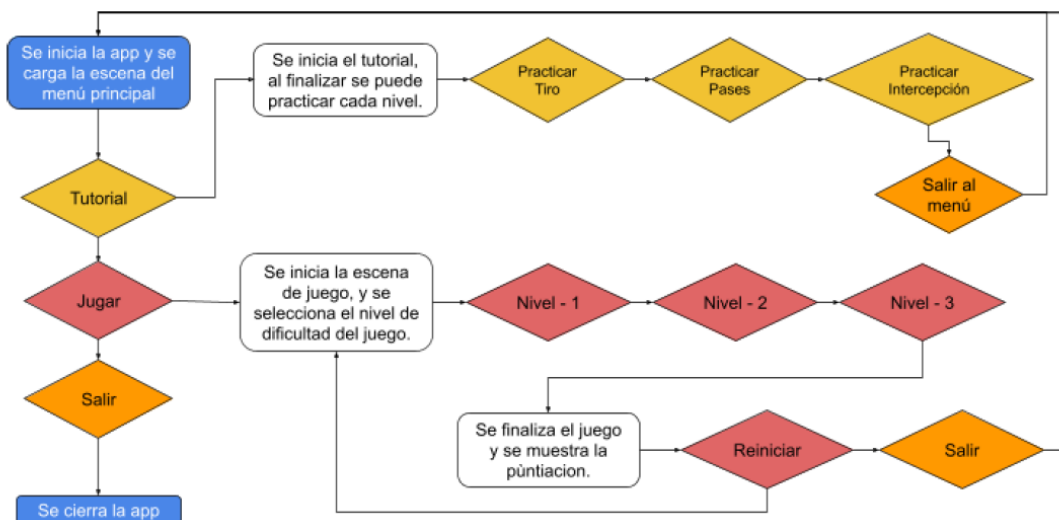 Se inicia la app y se
carga la escena del
menú principal
Se inicia el tutorial,
al finalizar se puede
practicar cada nivel.
Practicar
Tiro
Practicar
Pases
Practicar
Intercepción
Tutorial
Salir al
menú
Jugar
Se inicia la escena
de juego, y se
selecciona el nivel de
dificultad del juego.
Nivel - 1
Nivel - 2
Nivel - 3
Salir
Se finaliza el juego
y se muestra la
pùntiacion.
Reiniciar
Salir
Se cierra la app